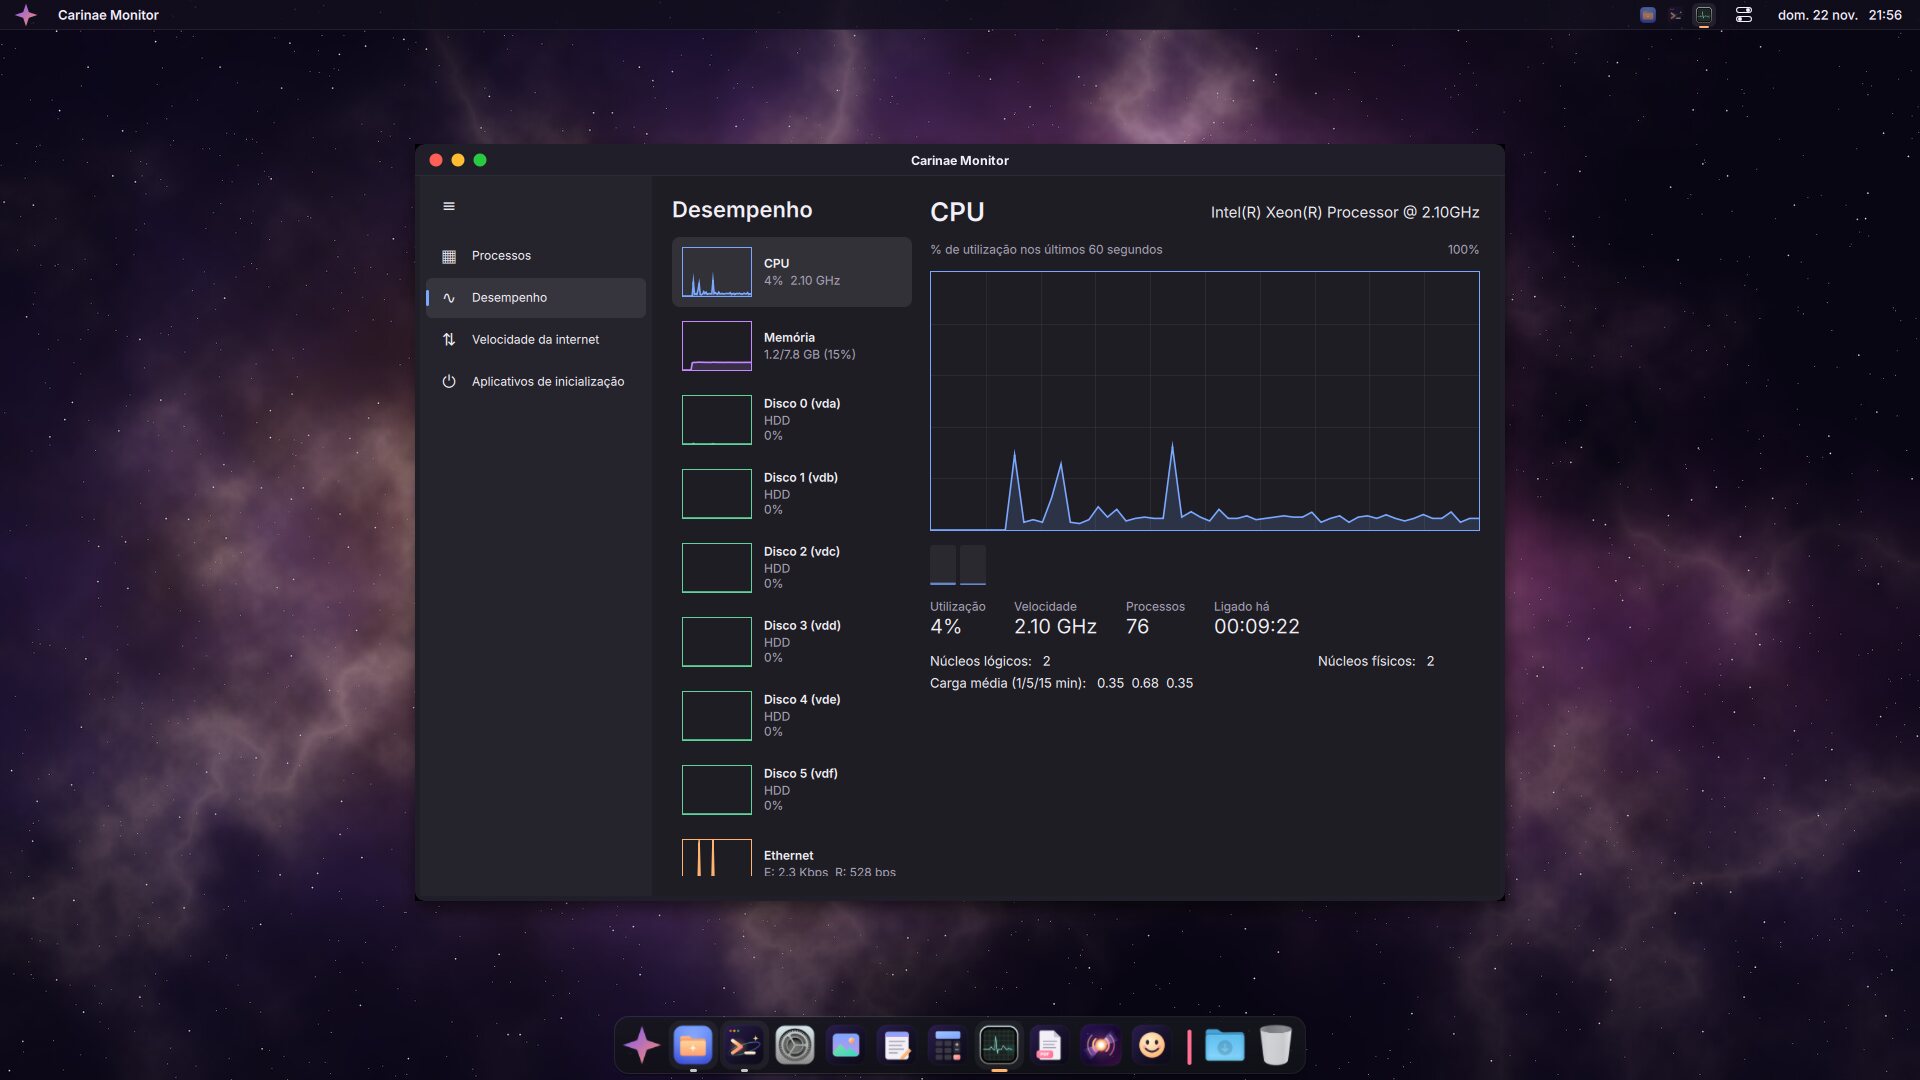 Carinae Monitor
dom. 22 nov. 21:56
Carinae Monitor
Processos
Desempenho
Velocidade da internet
Aplicativos de inicialização
Desempenho
CPU
4% 2.10 GHz
Memória
1.2/7.8 GB (15%)
Disco 0 (vda)
HDD
0%
Disco 1 (vdb)
HDD
0%
Disco 2 (vdc)
HDD
0%
Disco 3 (vdd)
HDD
0%
Disco 4 (vde)
HDD
0%
Disco 5 (vdf)
HDD
0%
Ethernet
E: 2.3 Kbps R: 528 bps
CPU
Intel(R) Xeon(R) Processor @ 2.10GHz
% de utilização nos últimos 60 segundos
100%
Utilização
4%
Velocidade
2.10 GHz
Processos
76
Ligado há
00:09:22
Núcleos lógicos: 2
Núcleos físicos: 2
Carga média (1/5/15 min): 0.35 0.68 0.35
PDF